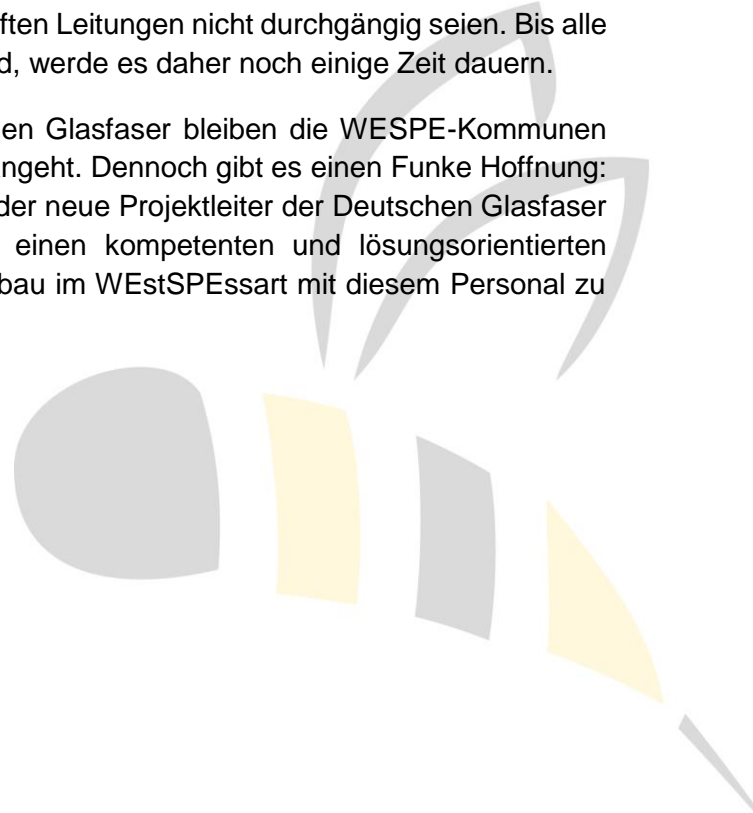 ften Leitungen nicht durchgängig seien. Bis alle
d, werde es daher noch einige Zeit dauern.
en Glasfaser bleiben die WESPE-Kommunen
angeht. Dennoch gibt es einen Funke Hoffnung:
der neue Projektleiter der Deutschen Glasfaser
einen kompetenten und lösungsorientierten
bau im WEstSPEssart mit diesem Personal zu